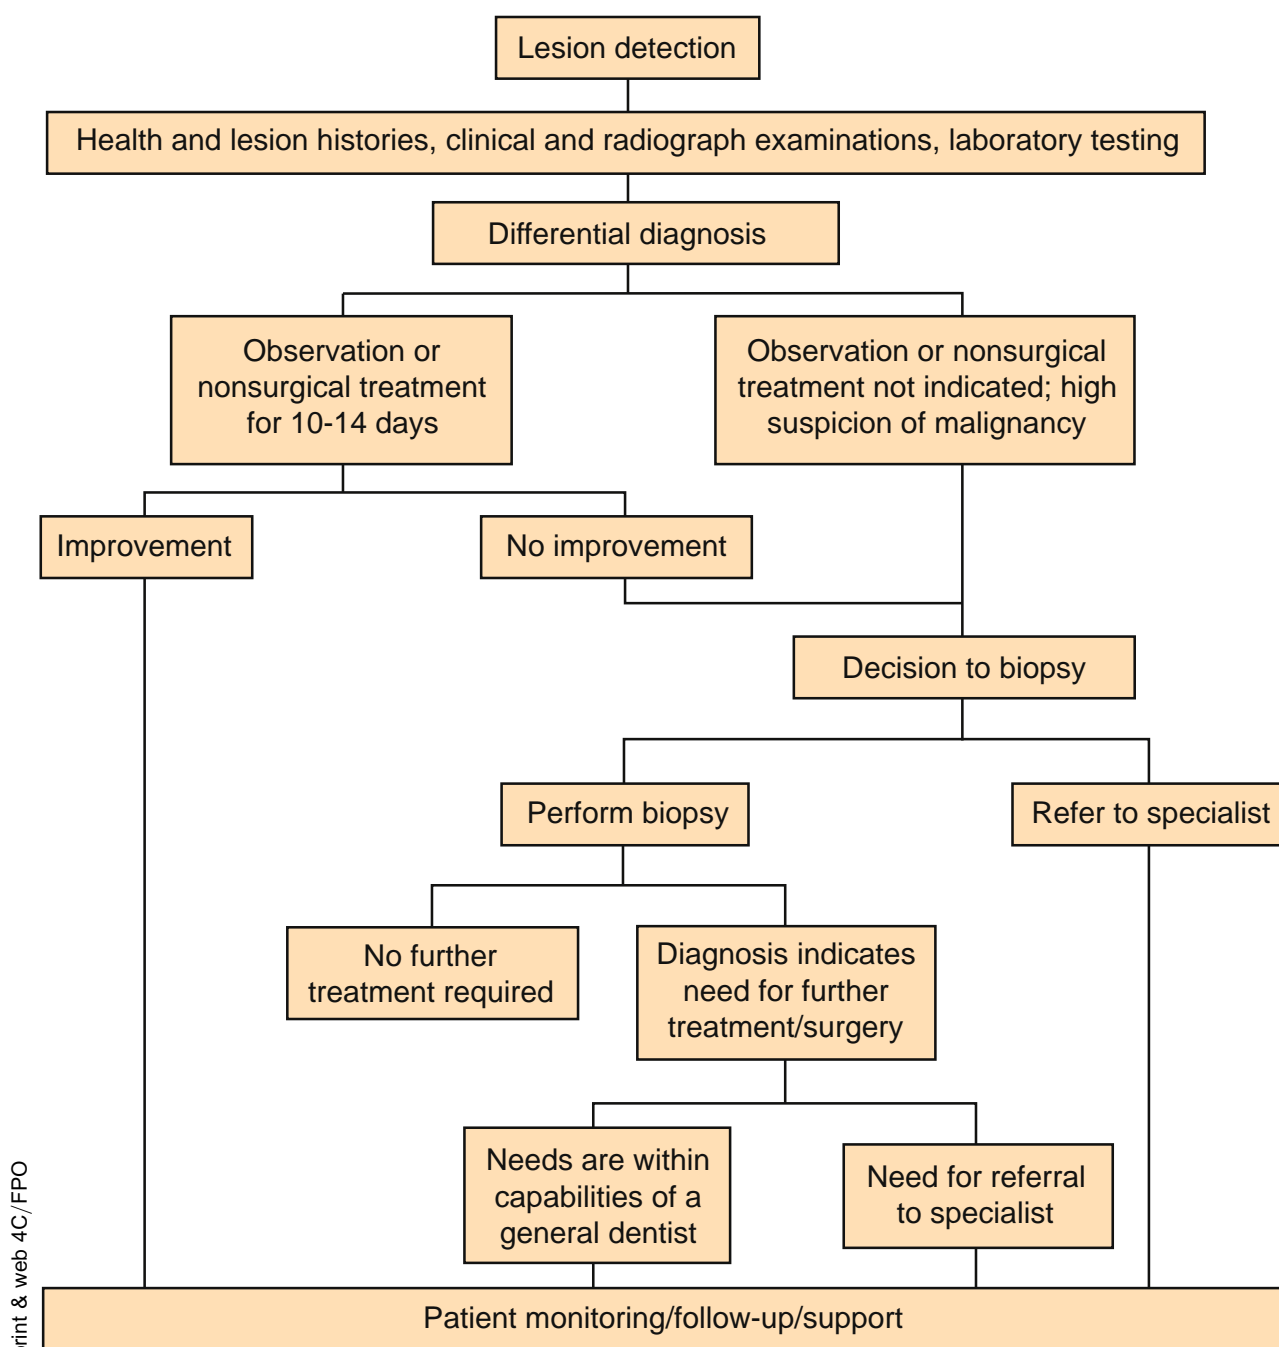 Lesion detection
Health and lesion histories, clinical and radiograph examinations, laboratory testing
Differential diagnosis
Observation or
nonsurgical treatment
for 10-14 days
Observation or nonsurgical
treatment not indicated; high
suspicion of malignancy
Improvement
No improvement
Decision to biopsy
Perform biopsy
Refer to specialist
No further
treatment required
Diagnosis indicates
need for further
treatment/surgery
Needs are within
capabilities of a
general dentist
Need for referral
to specialist
Patient monitoring/follow-up/support
& web 4C/FPO